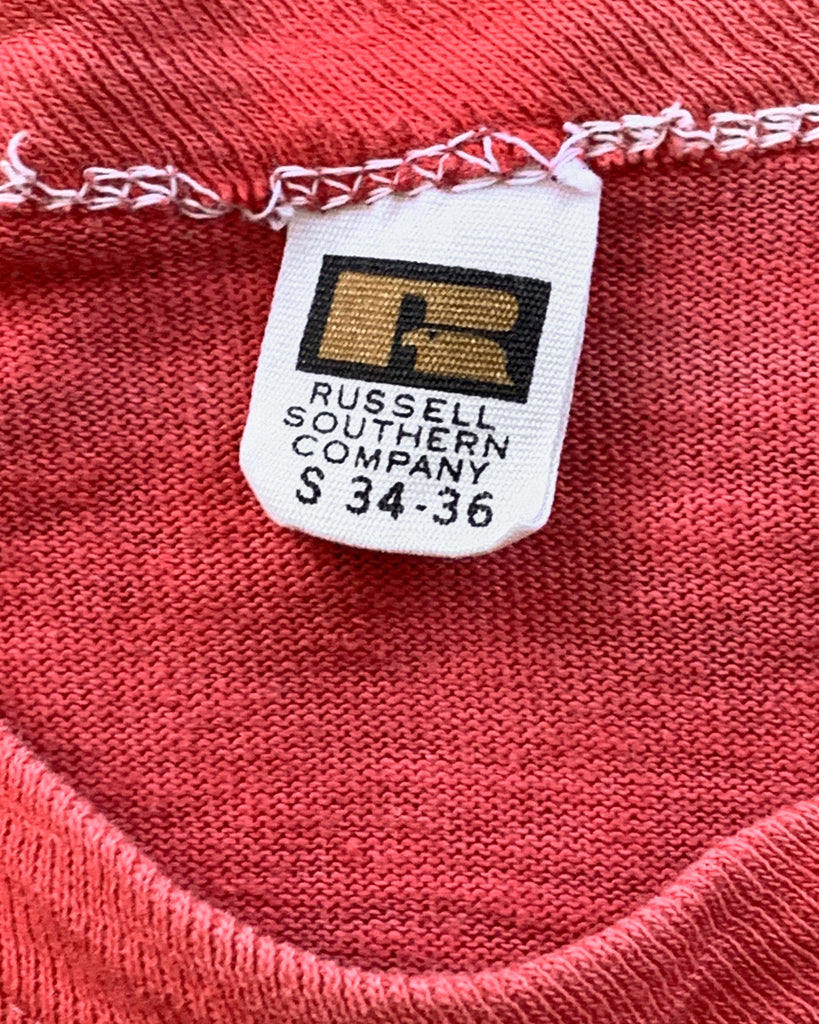 R
RUSSELL
SOUTHERN
COMPANY
S 34-36